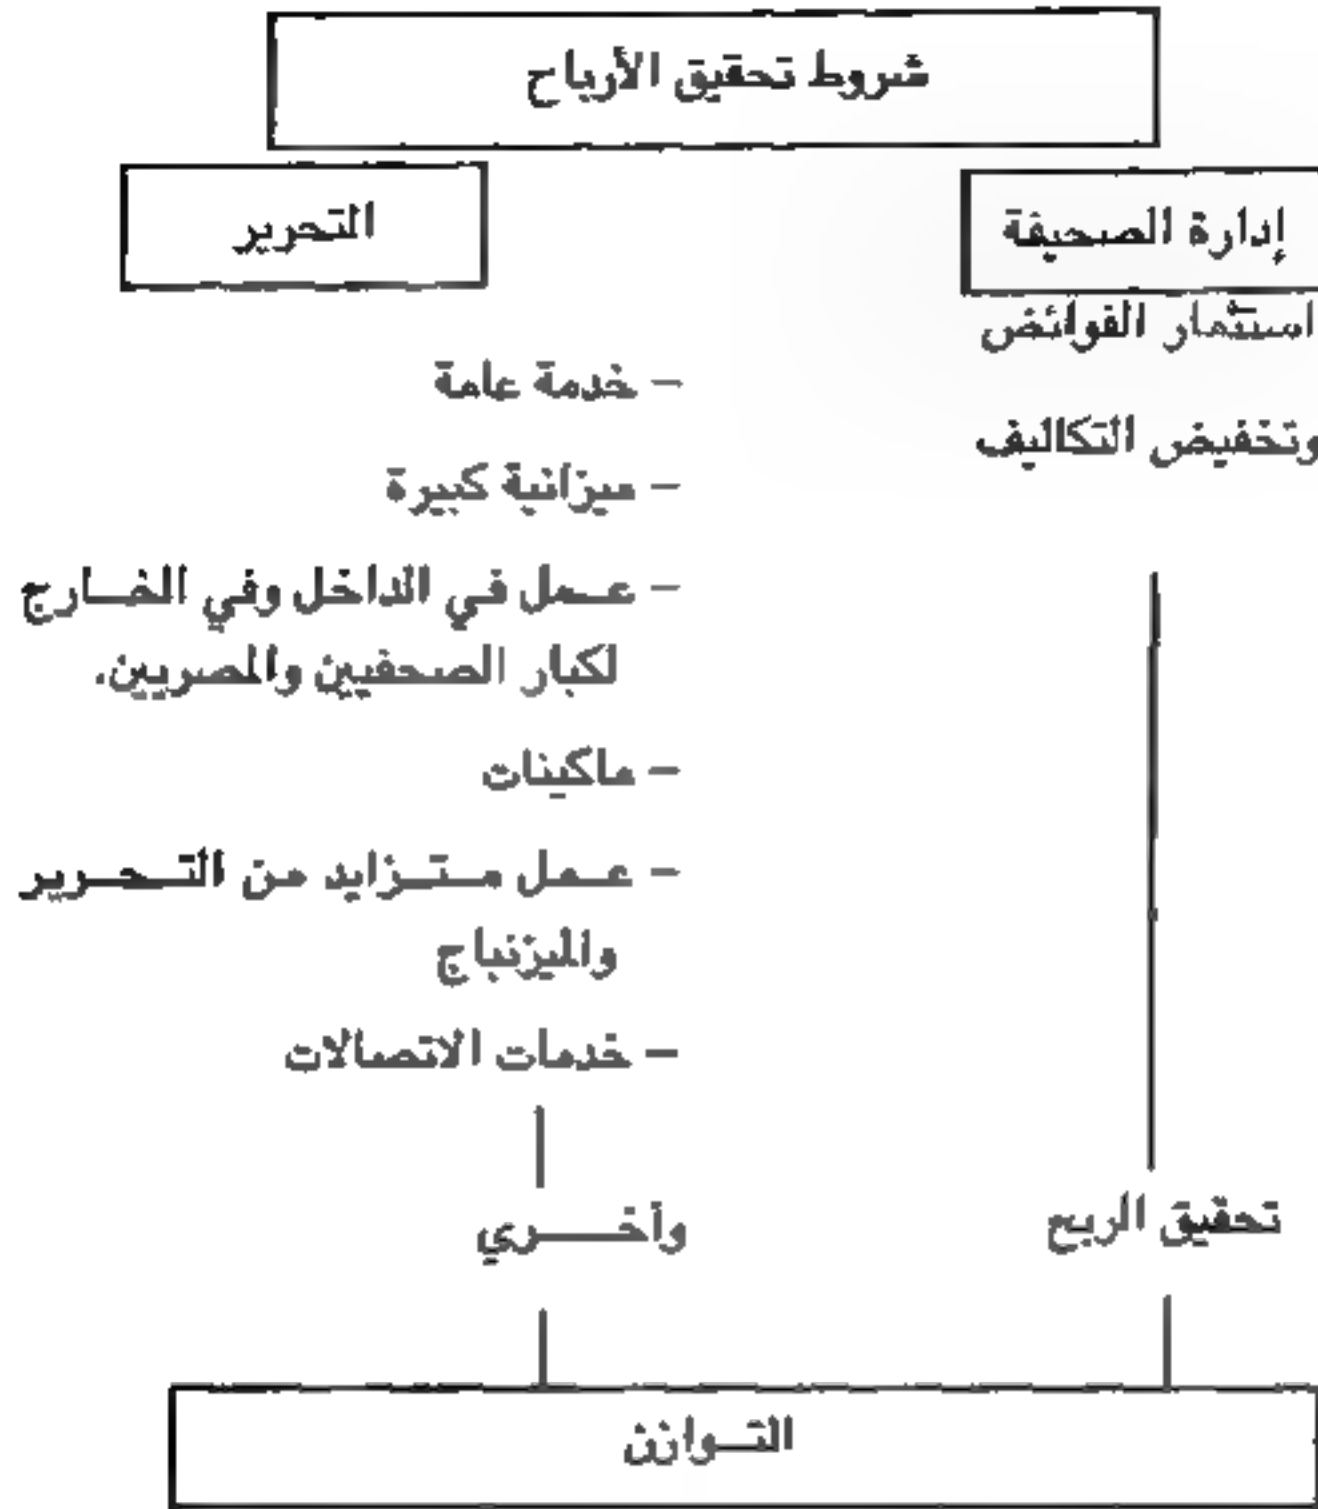 شروط تحقيق الأرباح
إدارة الصحيفة
استثمار الفوائض
وتخفيض التكاليف
تحقيق الربح
التحرير
– خدمة عامة
– ميزانية كبيرة
– عمل في الداخل وفي الخارج
لكبار الصحفيين والمصريين.
– ماكينات
– عمل متزايد من التحرير
والميزنباج
– خدمات الاتصالات
وأخري
التوازن